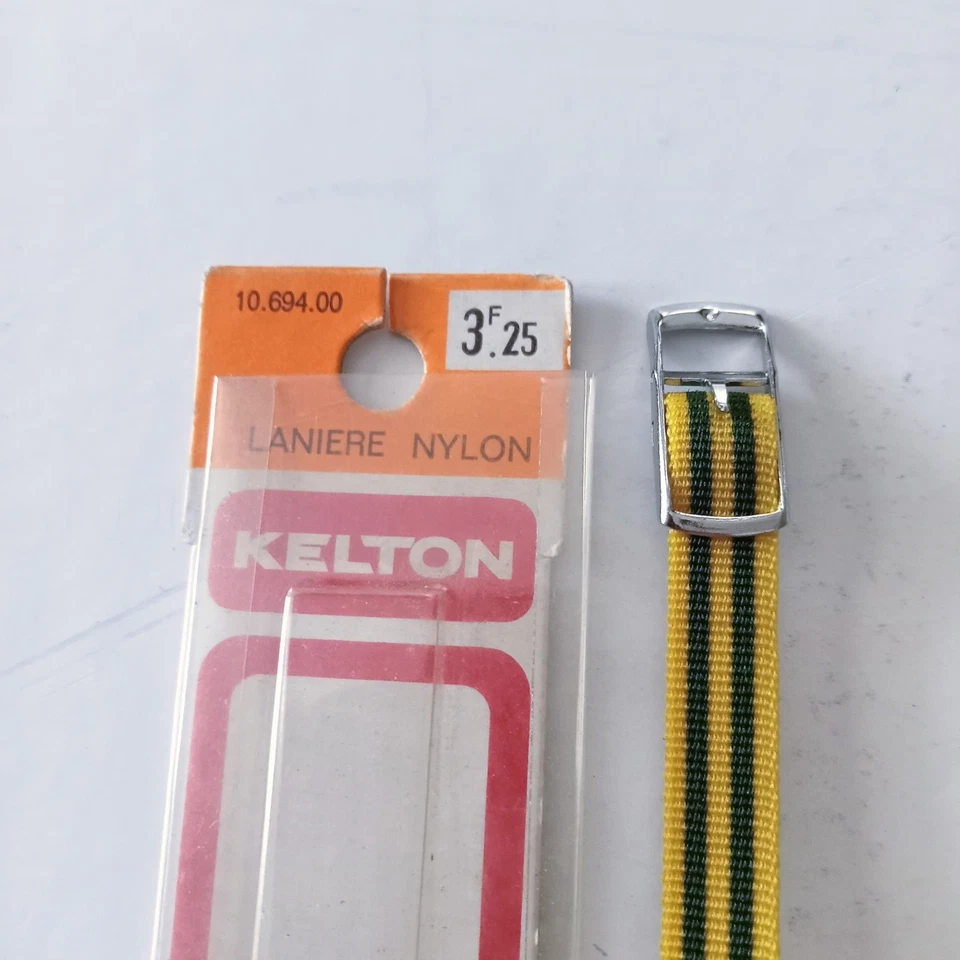 10.694.00
3F.25
LANIERE NYLON
KELTON